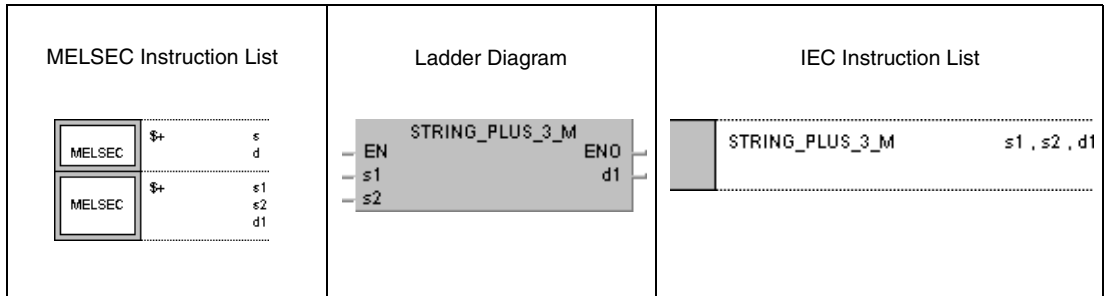 MELSEC Instruction List
MELSEC $+ s
d
MELSEC $+ s1
s2
d1
Ladder Diagram
STRING_PLUS_3_M
EN ENO
s1 d1
s2
IEC Instruction List
STRING_PLUS_3_M s1 , s2 , d1